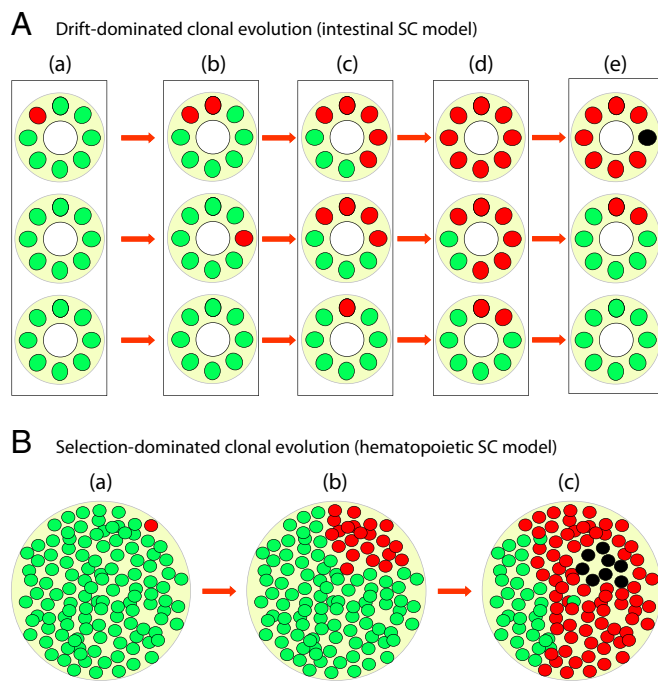 A Drift-dominated clonal evolution (intestinal SC model)
(a) (b) (c) (d) (e)
B Selection-dominated clonal evolution (hematopoietic SC model)
(a) (b) (c)